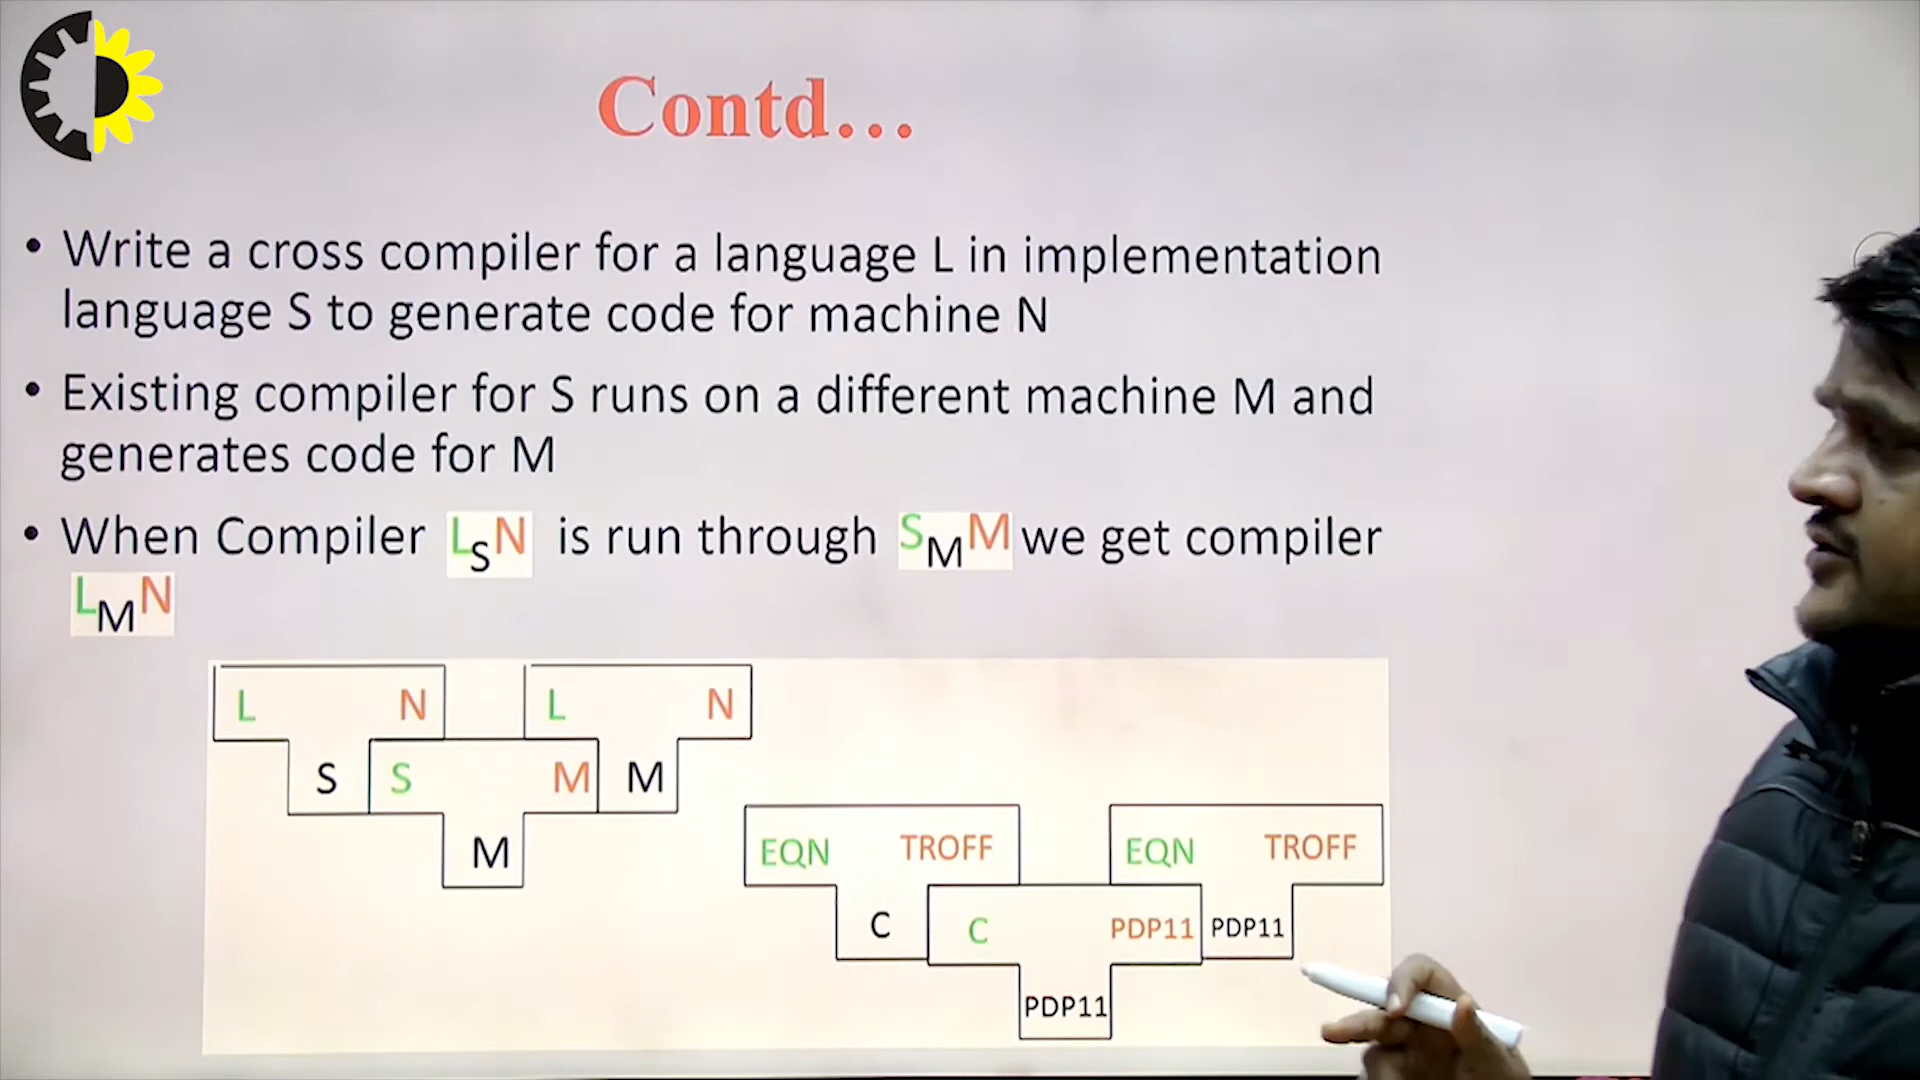 Contd...
• Write a cross compiler for a language L in implementation
language S to generate code for machine N
• Existing compiler for S runs on a different machine M and
generates code for M
• When Compiler LSN is run through SMM we get compiler
LMN
L N L N
S S M M
M
EQN TROFF EQN TROFF
C C PDP11 PDP11
PDP11